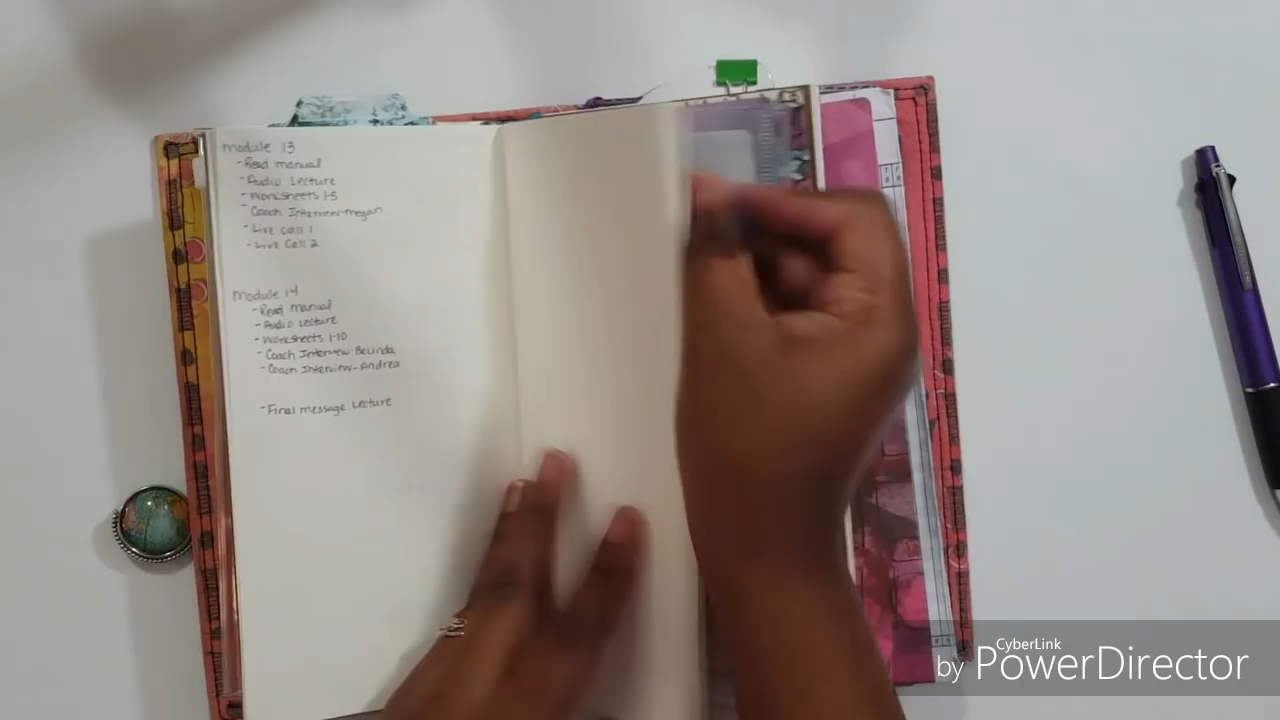 module 13
-Read manual
-Audio Lecture
-Worksheets 1-5
-Coach Interview-megan
-Live Call 1
-Live Call 2
module 14
-Read manual
-Audio Lecture
-Worksheets 1-10
-Coach Interview-Belinda
-Coach Interview-Andrea
-Final message Lecture
CyberLink
by PowerDirector